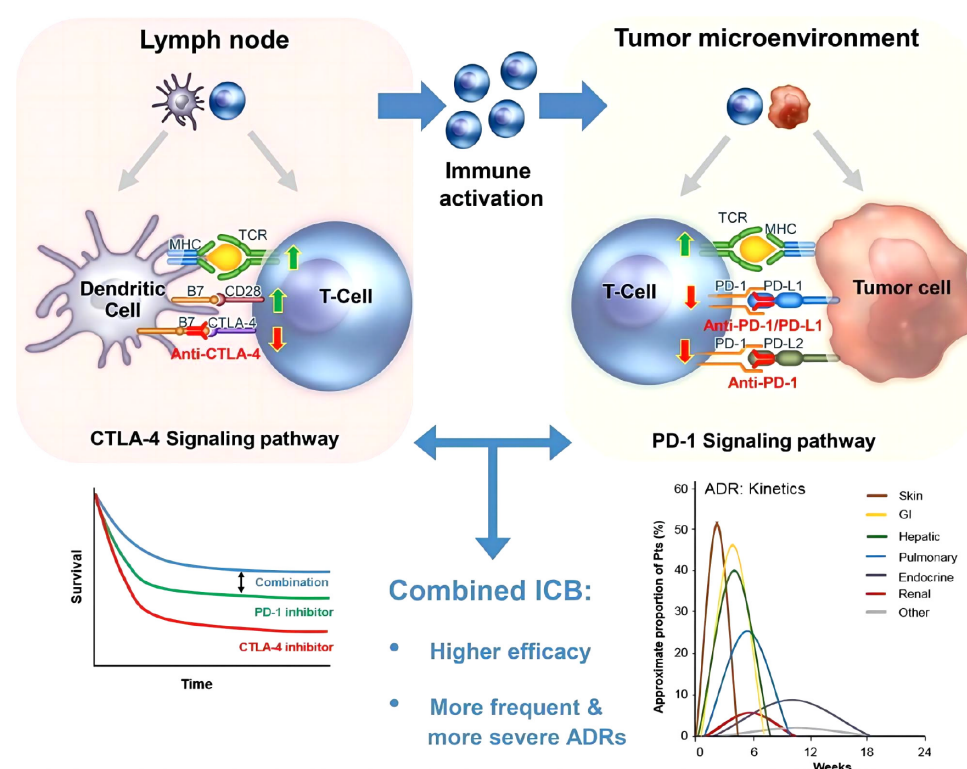 Lymph node
Tumor microenvironment
Immune
activation
MHC
TCR
B7
CD28
Dendritic
Cell
T-Cell
B7
CTLA-4
Anti-CTLA-4
TCR
MHC
T-Cell
PD-1
PD-L1
Tumor cell
Anti-PD-1/PD-L1
PD-1
PD-L2
Anti-PD-1
CTLA-4 Signaling pathway
PD-1 Signaling pathway
Survival
Combination
PD-1 inhibitor
CTLA-4 inhibitor
Time
Combined ICB:
• Higher efficacy
• More frequent &
more severe ADRs
ADR: Kinetics
Approximate proportion of Pts (%)
60
50
40
30
20
10
0
Skin
GI
Hepatic
Pulmonary
Endocrine
Renal
Other
0 6 12 18 24
Weeks